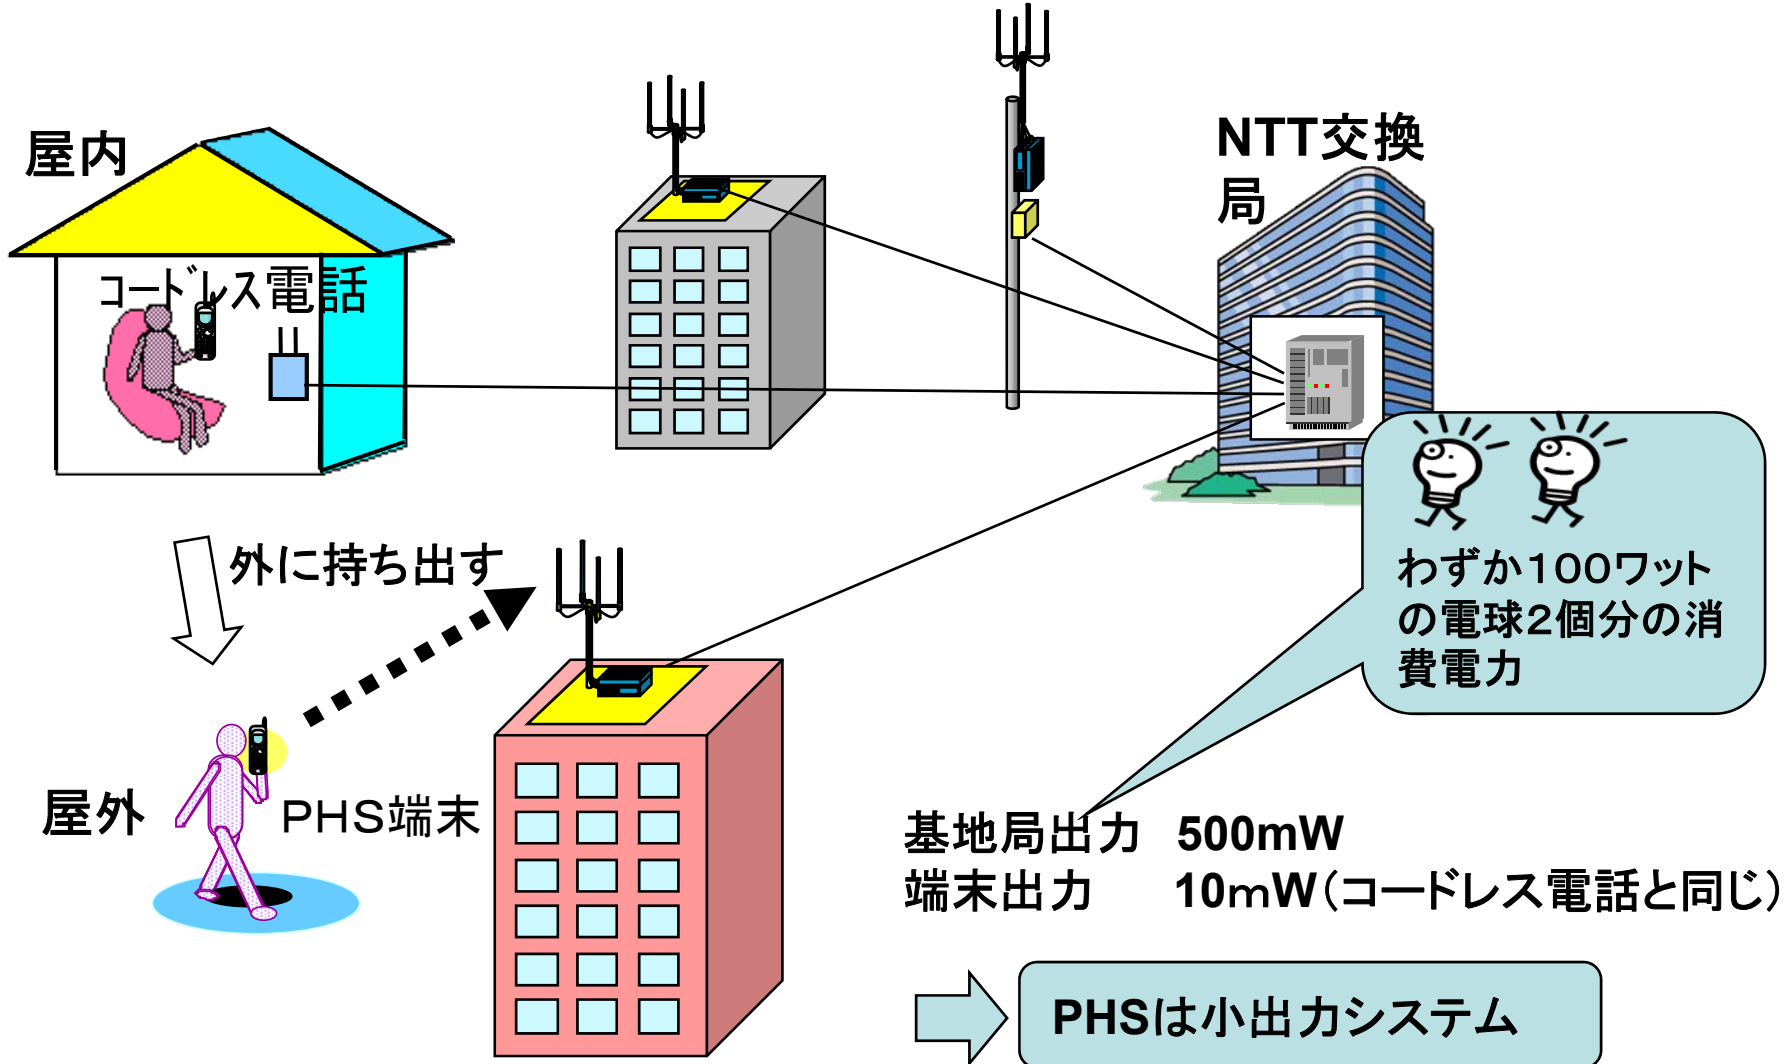 屋内
コードレス電話
NTT交換
局
外に持ち出す
屋外
PHS端末
わずか100ワット
の電球2個分の消
費電力
基地局出力 500mW
端末出力 10mW(コードレス電話と同じ)
PHSは小出力システム